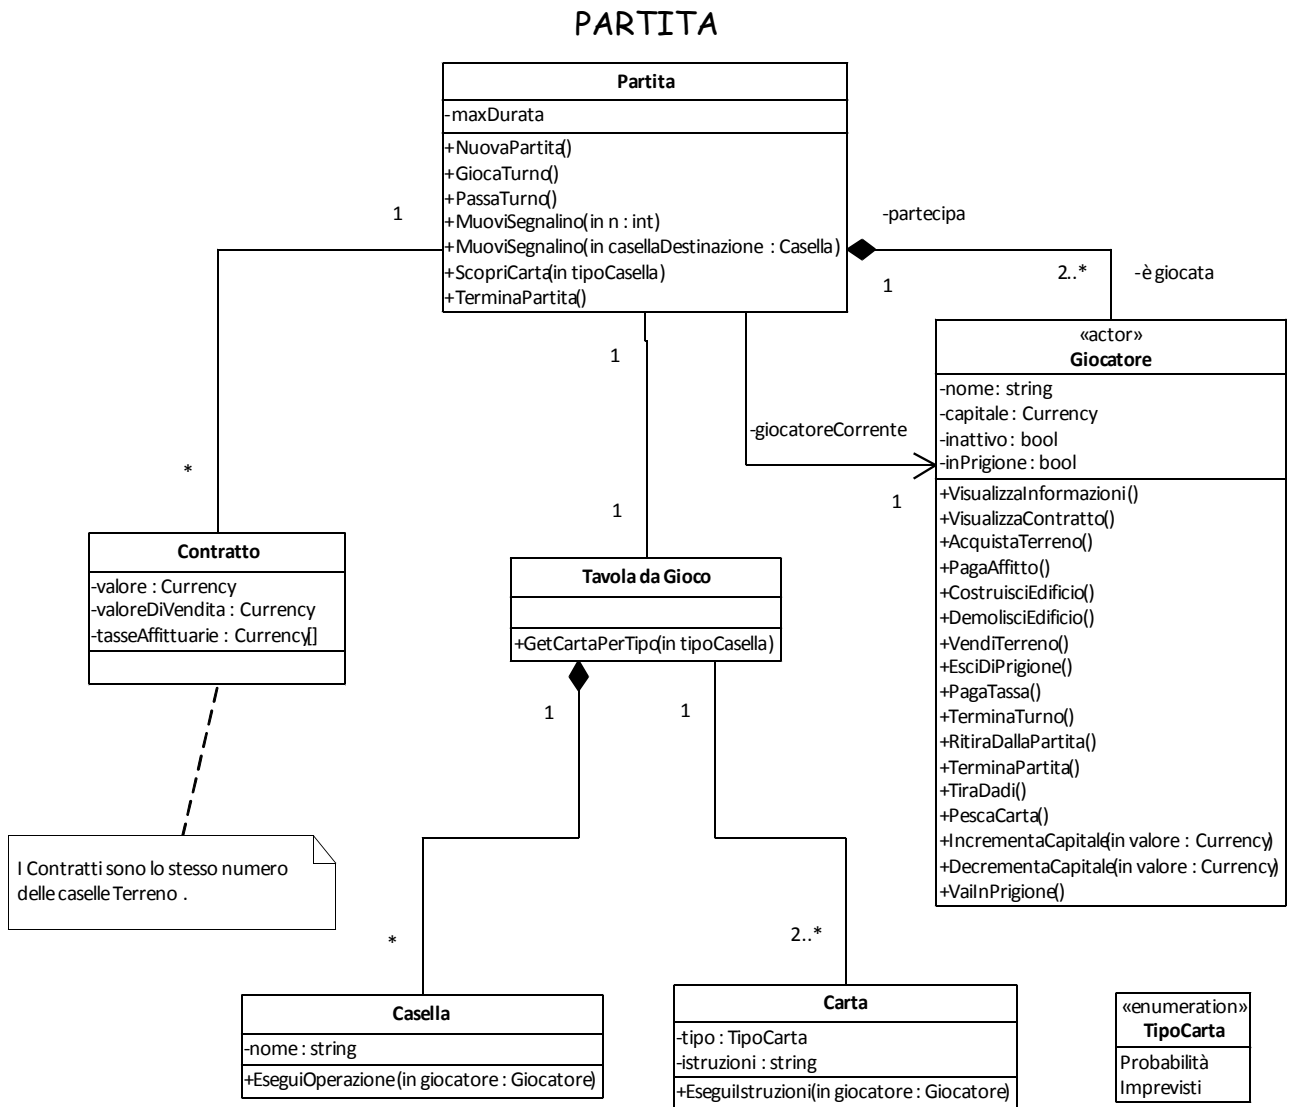 PARTITA
Partita
-maxDurata
+NuovaPartita()
+GiocaTurno()
+PassaTurno()
+MuoviSegnalino(in n : int)
+MuoviSegnalino(in casellaDestinazione : Casella)
+ScopriCarta(in tipoCasella)
+TerminaPartita()
1
-partecipa
1
2..*
-è giocata
«actor»
Giocatore
-nome : string
-capitale : Currency
-inattivo : bool
-inPrigione : bool
+VisualizzaInformazioni()
+VisualizzaContratto()
+AcquistaTerreno()
+PagaAffitto()
+CostruisciEdificio()
+DemolisciEdificio()
+VendiTerreno()
+EsciDiPrigione()
+PagaTassa()
+TerminaTurno()
+RitiraDallaPartita()
+TerminaPartita()
+TiraDadi()
+PescaCarta()
+IncrementaCapitale(in valore : Currency)
+DecrementaCapitale(in valore : Currency)
+VaiInPrigione()
1
-giocatoreCorrente
1
*
1
Contratto
-valore : Currency
-valoreDiVendita : Currency
-tasseAffittuarie : Currency[]
Tavola da Gioco
+GetCartaPerTipo(in tipoCasella)
1
1
I Contratti sono lo stesso numero
delle caselle Terreno .
*
2..*
Casella
-nome : string
+EseguiOperazione(in giocatore : Giocatore)
Carta
-tipo : TipoCarta
-istruzioni : string
+EseguiIstruzioni(in giocatore : Giocatore)
«enumeration»
TipoCarta
Probabilità
Imprevisti